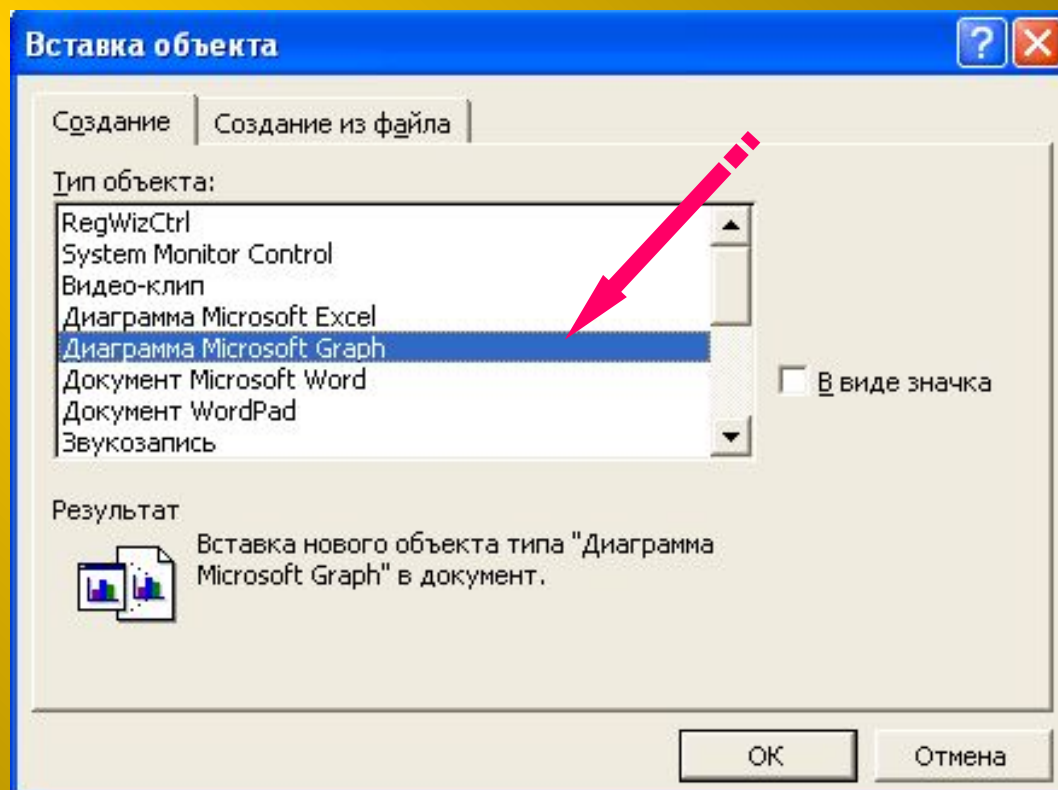 Вставка объекта
Создание
Создание из файла
Тип объекта:
RegWizCtrl
System Monitor Control
Видео-клип
Диаграмма Microsoft Excel
Диаграмма Microsoft Graph
Документ Microsoft Word
Документ WordPad
Звукозапись
В виде значка
Результат
Вставка нового объекта типа "Диаграмма
Microsoft Graph" в документ.
ОК
Отмена